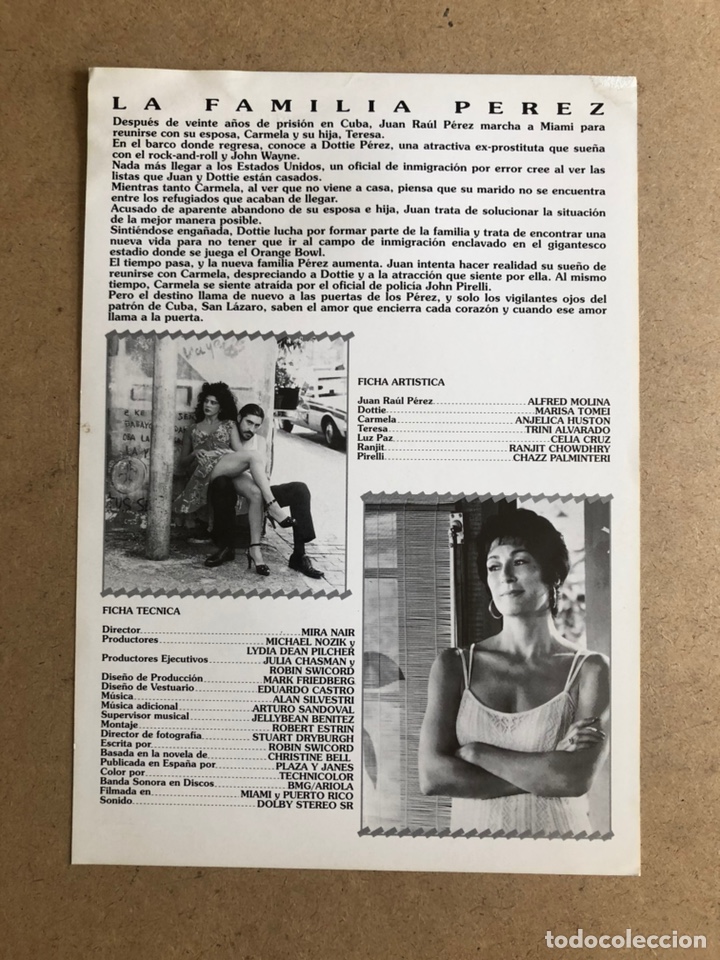 LA FAMILIA PEREZ
Después de veinte años de prisión en Cuba, Juan Raúl Pérez marcha a Miami para
reunirse con su esposa, Carmela y su hija, Teresa.
En el barco donde regresa, conoce a Dottie Pérez, una atractiva ex-prostituta que sueña
con el rock-and-roll y John Wayne.
Nada más llegar a los Estados Unidos, un oficial de inmigración por error cree al ver las
listas que Juan y Dottie están casados.
Mientras tanto Carmela, al ver que no viene a casa, piensa que su marido no se encuentra
entre los refugiados que acaban de llegar.
Acusado de aparente abandono de su esposa e hija, Juan trata de solucionar la situación
de la mejor manera posible.
Sintiéndose engañada, Dottie lucha por formar parte de la familia y trata de encontrar una
nueva vida para no tener que ir al campo de inmigración enclavado en el gigantesco
estadio donde se juega el Orange Bowl.
El tiempo pasa, y la nueva familia Pérez aumenta. Juan intenta hacer realidad su sueño de
reunirse con Carmela, despreciando a Dottie y a la atracción que siente por ella. Al mismo
tiempo, Carmela se siente atraída por el oficial de policía John Pirelli.
Pero el destino llama de nuevo a las puertas de los Pérez, y solo los vigilantes ojos del
patrón de Cuba, San Lázaro, saben el amor que encierra cada corazón y cuando ese amor
llama a la puerta.
FICHA ARTISTICA
Juan Raúl Pérez ALFRED MOLINA
Dottie MARISA TOMEI
Carmela ANJELICA HUSTON
Teresa TRINI ALVARADO
Luz Paz CELIA CRUZ
Ranjit RANJIT CHOWDHRY
Pirelli CHAZZ PALMINTERI
FICHA TECNICA
Director MIRA NAIR
Productores MICHAEL NOZIK y
LYDIA DEAN PILCHER
Productores Ejecutivos JULIA CHASMAN y
ROBIN SWICORD
Diseño de Producción MARK FRIEDBERG
Diseño de Vestuario EDUARDO CASTRO
Música ALAN SILVESTRI
Música adicional ARTURO SANDOVAL
Supervisor musical JELLYBEAN BENITEZ
Montaje ROBERT ESTRIN
Director de fotografía STUART DRYBURGH
Escrita por ROBIN SWICORD
Basada en la novela de CHRISTINE BELL
Publicada en España por PLAZA Y JANES
Color por TECHNICOLOR
Banda Sonora en Discos BMG/ARIOLA
Filmada en MIAMI y PUERTO RICO
Sonido DOLBY STEREO SR
todocoleccion